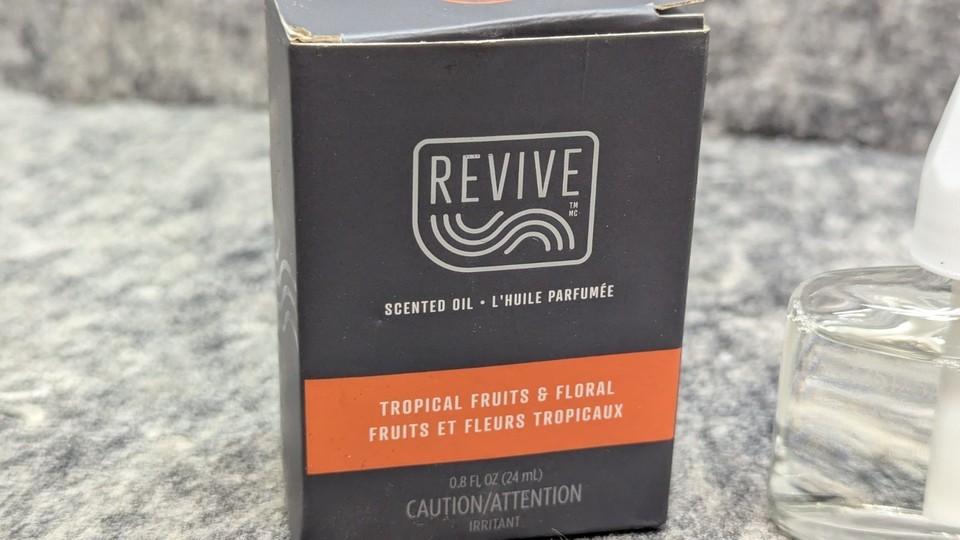 REVIVE
TM
MC
SCENTED OIL • L'HUILE PARFUMÉE
TROPICAL FRUITS & FLORAL
FRUITS ET FLEURS TROPICAUX
0.8 FL OZ (24 mL)
CAUTION/ATTENTION
IRRITANT